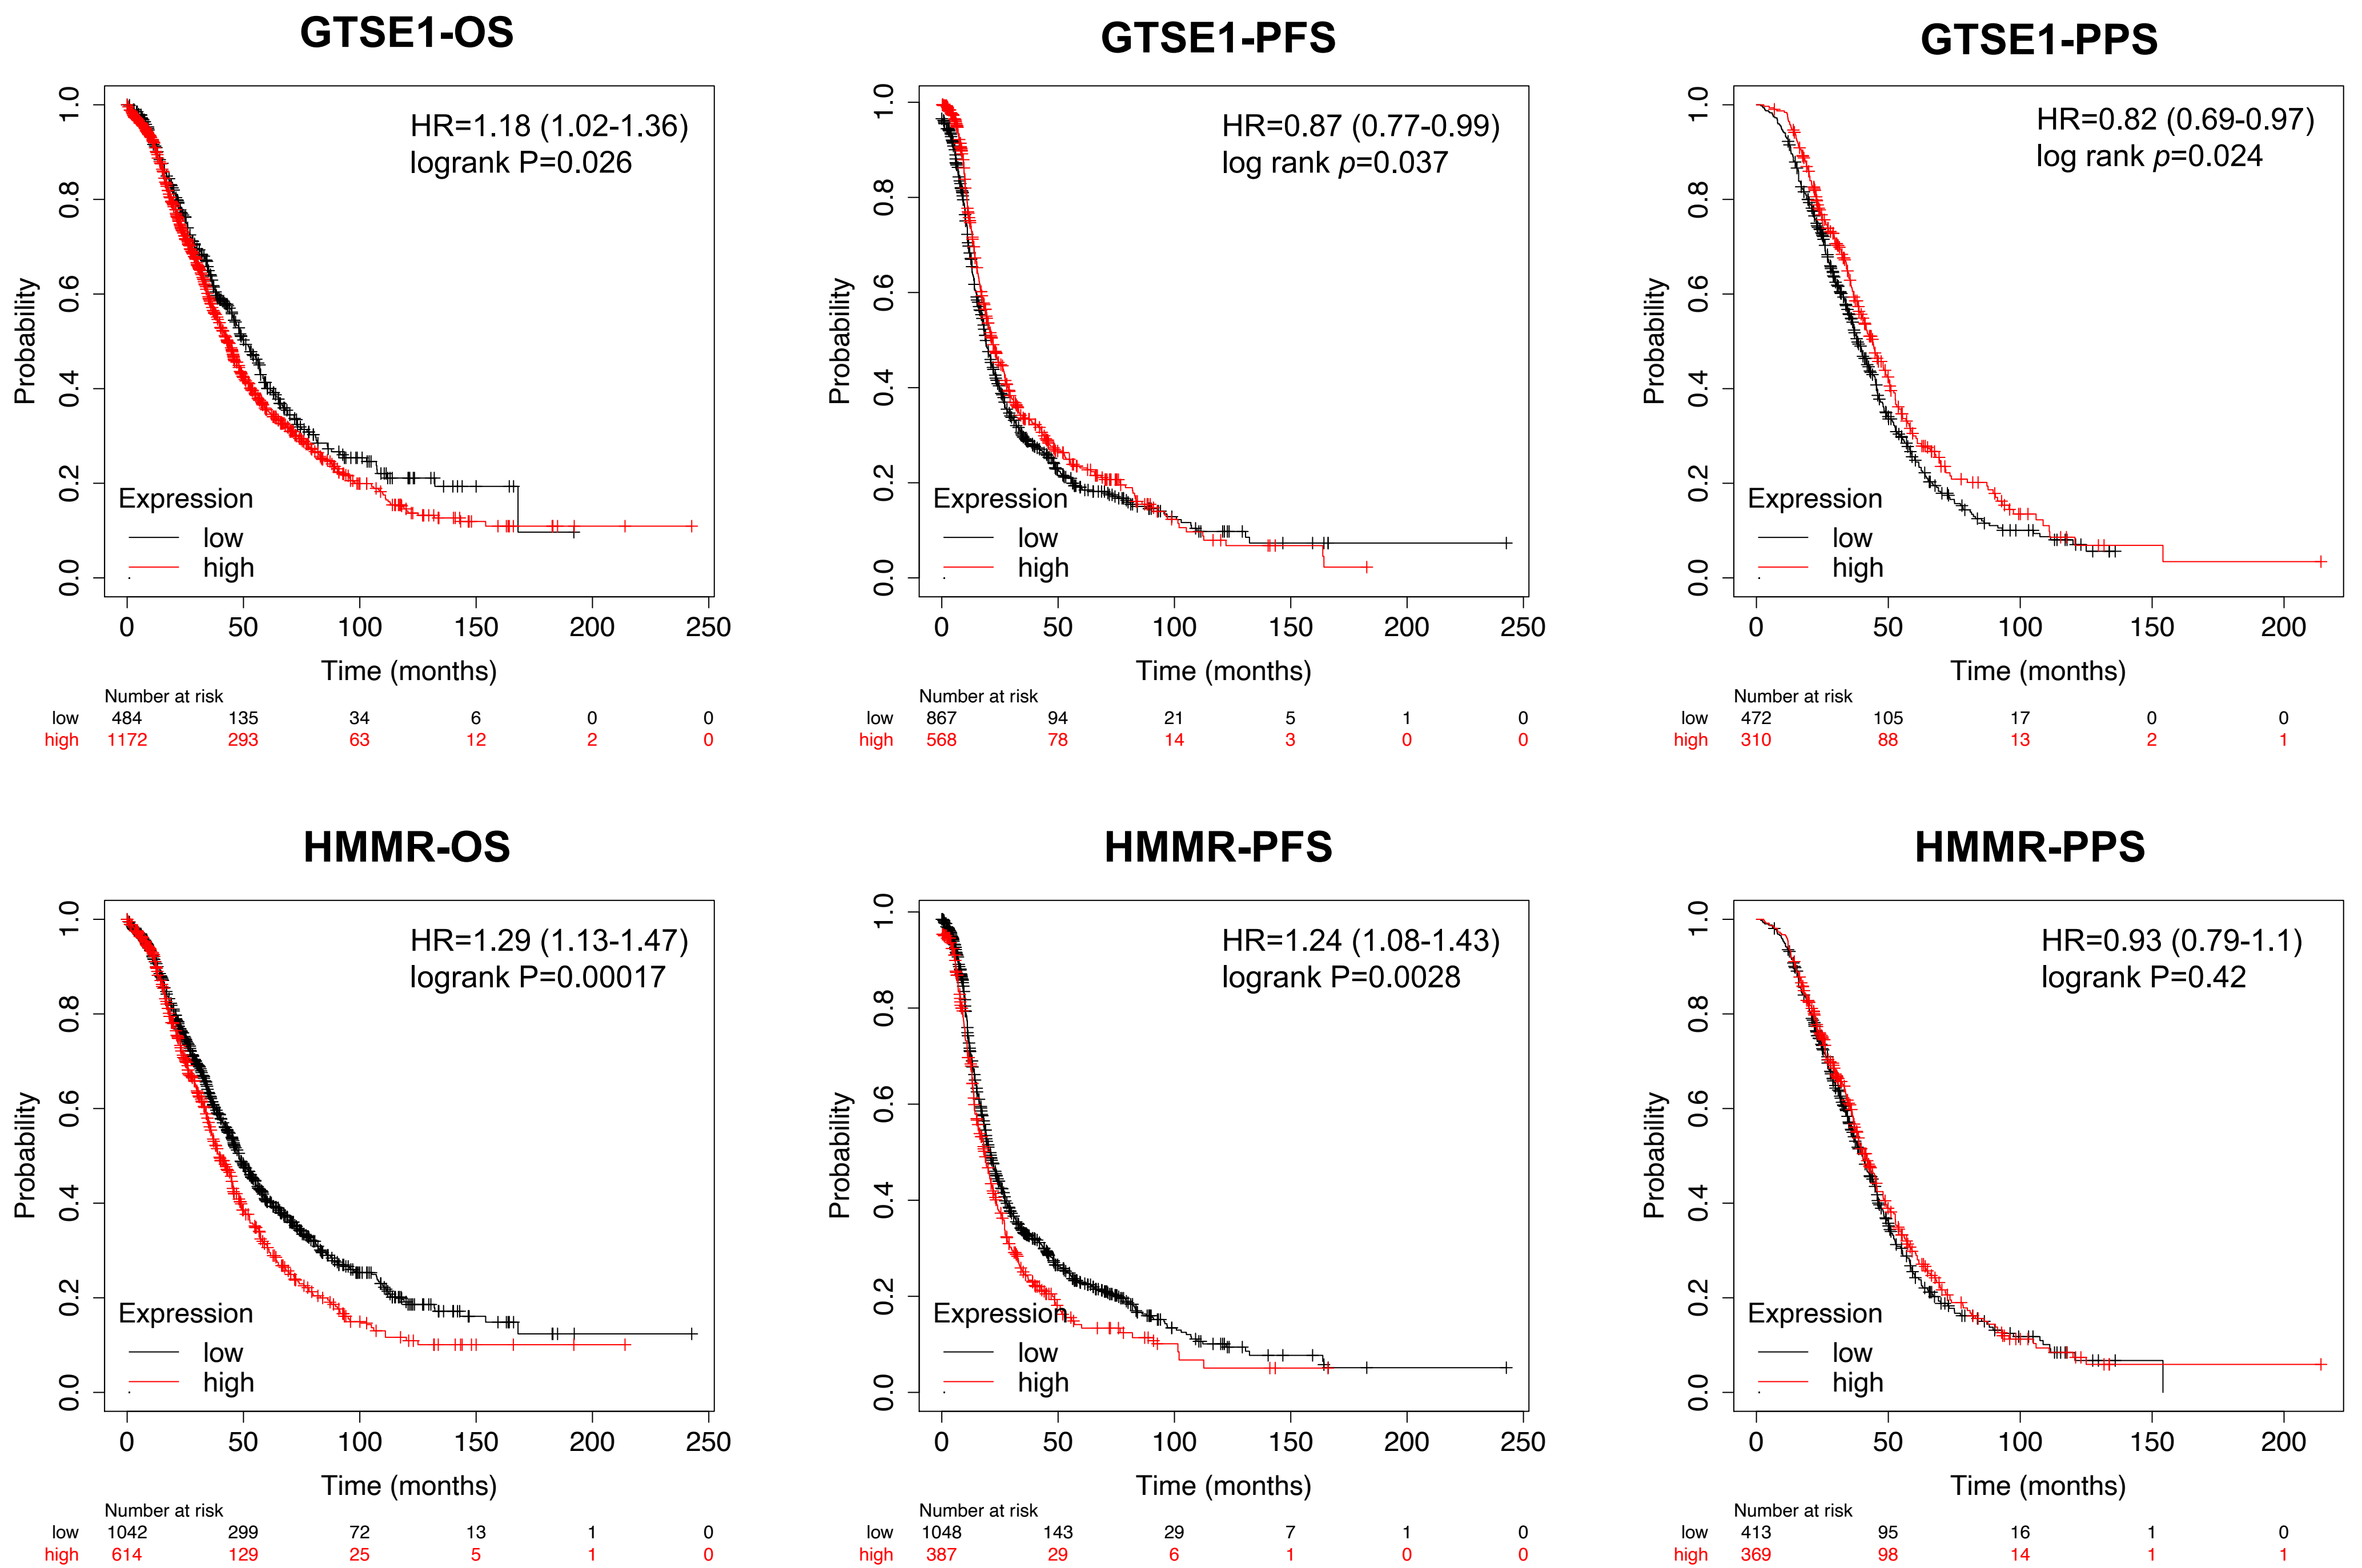 GTSE1-OS
HR=1.18 (1.02-1.36)
logrank P=0.026
Probability
1.0
0.8
0.6
0.4
0.2
0.0
Expression
low
high
0 50 100 150 200 250
Time (months)
Number at risk
low 484 135 34 6 0 0
high 1172 293 63 12 2 0
GTSE1-PFS
HR=0.87 (0.77-0.99)
log rank p=0.037
Probability
1.0
0.8
0.6
0.4
0.2
0.0
Expression
low
high
0 50 100 150 200 250
Time (months)
Number at risk
low 867 94 21 5 1 0
high 568 78 14 3 0 0
GTSE1-PPS
HR=0.82 (0.69-0.97)
log rank p=0.024
Probability
1.0
0.8
0.6
0.4
0.2
0.0
Expression
low
high
0 50 100 150 200
Time (months)
Number at risk
low 472 105 17 0 0
high 310 88 13 2 1
HMMR-OS
HR=1.29 (1.13-1.47)
logrank P=0.00017
Probability
1.0
0.8
0.6
0.4
0.2
0.0
Expression
low
high
0 50 100 150 200 250
Time (months)
Number at risk
low 1042 299 72 13 1 0
high 614 129 25 5 1 0
HMMR-PFS
HR=1.24 (1.08-1.43)
logrank P=0.0028
Probability
1.0
0.8
0.6
0.4
0.2
0.0
Expression
low
high
0 50 100 150 200 250
Time (months)
Number at risk
low 1048 143 29 7 1 0
high 387 29 6 1 0 0
HMMR-PPS
HR=0.93 (0.79-1.1)
logrank P=0.42
Probability
1.0
0.8
0.6
0.4
0.2
0.0
Expression
low
high
0 50 100 150 200
Time (months)
Number at risk
low 413 95 16 1 0
high 369 98 14 1 1